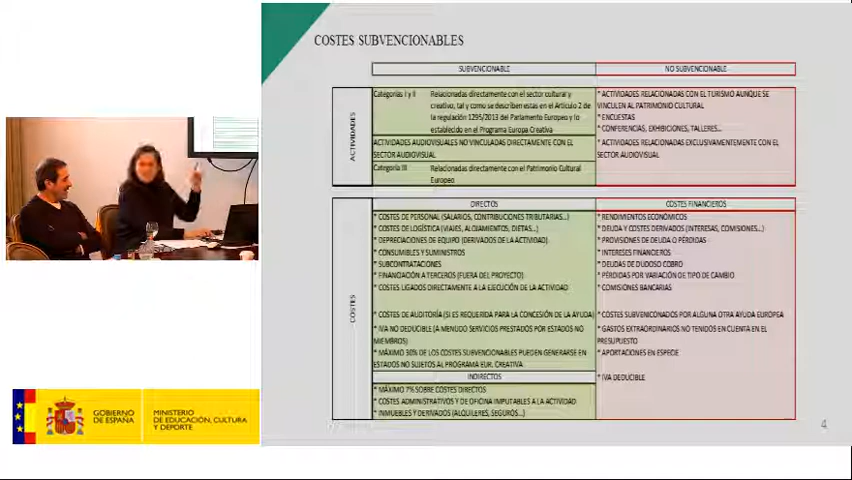 COSTES SUBVENCIONABLES
SUBVENCIONABLE
NO SUBVENCIONABLE
ACTIVIDADES
Categorías I y II
Relacionadas directamente con el sector cultural y
creativo, tal y como se describen estas en el Artículo 2 de
la regulación 1295/2013 del Parlamento Europeo y lo
establecido en el Programa Europa Creativa
ACTIVIDADES AUDIOVISUALES NO VINCULADAS DIRECTAMENTE CON EL
SECTOR AUDIOVISUAL
Categoría III
Relacionadas directamente con el Patrimonio Cultural
Europeo
* ACTIVIDADES RELACIONADAS CON EL TURISMO AUNQUE SE
VINCULEN AL PATRIMONIO CULTURAL
* ENCUESTAS
* CONFERENCIAS, EXHIBICIONES, TALLERES...
* ACTIVIDADES RELACIONADAS EXCLUSIVAMENTE CON EL
SECTOR AUDIOVISUAL
COSTES
DIRECTOS
* COSTES DE PERSONAL (SALARIOS, CONTRIBUCIONES TRIBUTARIAS...)
* COSTES DE LOGÍSTICA (VIAJES, ALOJAMIENTOS, DIETAS...)
* DEPRECIACIONES DE EQUIPO (DERIVADOS DE LA ACTIVIDAD)
* CONSUMIBLES Y SUMINISTROS
* SUBCONTRATACIONES
* FINANCIACIÓN A TERCEROS (FUERA DEL PROYECTO)
* COSTES LIGADOS DIRECTAMENTE A LA EJECUCIÓN DE LA ACTIVIDAD
* COSTES DE AUDITORÍA (SI ES REQUERIDA PARA LA CONCESIÓN DE LA AYUDA)
* IVA NO DEDUCIBLE (A MENUDO SERVICIOS PRESTADOS POR ESTADOS NO
MIEMBROS)
* MÁXIMO 30% DE LOS COSTES SUBVENCIONABLES PUEDEN GENERARSE EN
ESTADOS NO SUJETOS AL PROGRAMA EUR. CREATIVA
INDIRECTOS
* MÁXIMO 7% SOBRE COSTES DIRECTOS
* COSTES ADMINISTRATIVOS Y DE OFICINA IMPUTABLES A LA ACTIVIDAD
* INMUEBLES Y DERIVADOS (ALQUILERES, SEGUROS...)
COSTES FINANCIEROS
* RENDIMIENTOS ECONÓMICOS
* DEUDA Y COSTES DERIVADOS (INTERESES, COMISIONES...)
* PROVISIONES DE DEUDA O PÉRDIDAS
* INTERESES FINANCIEROS
* DEUDAS DE DUDOSO COBRO
* PÉRDIDAS POR VARIACIÓN DE TIPO DE CAMBIO
* COMISIONES BANCARIAS
* COSTES SUBVENICONADOS POR ALGUNA OTRA AYUDA EUROPEA
* GASTOS EXTRAORDINARIOS NO TENIDOS EN CUENTA EN EL
PRESUPUESTO
* APORTACIONES EN ESPECIE
* IVA DEDUCIBLE
4
GOBIERNO
DE ESPAÑA
MINISTERIO
DE EDUCACIÓN, CULTURA
Y DEPORTE